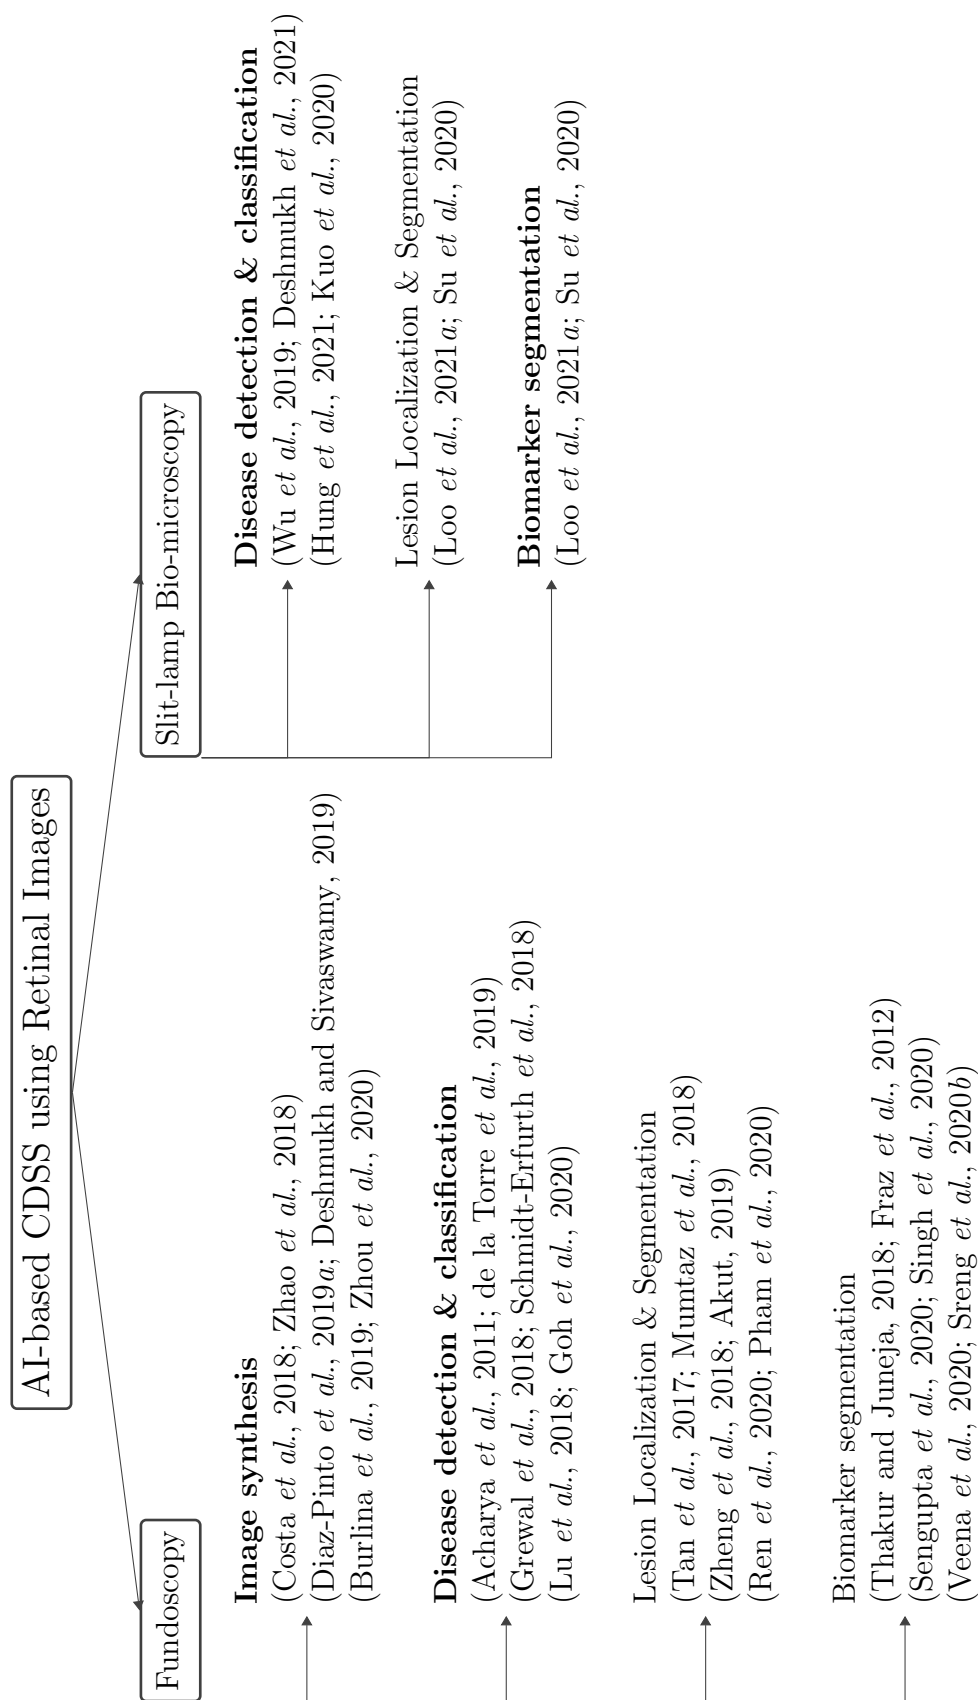 AI-based CDSS using Retinal Images
Fundoscopy
Image synthesis
(Costa et al., 2018; Zhao et al., 2018)
(Diaz-Pinto et al., 2019a; Deshmukh and Sivaswamy, 2019)
(Burlina et al., 2019; Zhou et al., 2020)
Disease detection & classification
(Acharya et al., 2011; de la Torre et al., 2019)
(Grewal et al., 2018; Schmidt-Erfurth et al., 2018)
(Lu et al., 2018; Goh et al., 2020)
Lesion Localization & Segmentation
(Tan et al., 2017; Mumtaz et al., 2018)
(Zheng et al., 2018; Akut, 2019)
(Ren et al., 2020; Pham et al., 2020)
Biomarker segmentation
(Thakur and Juneja, 2018; Fraz et al., 2012)
(Sengupta et al., 2020; Singh et al., 2020)
(Veena et al., 2020; Sreng et al., 2020b)
Slit-lamp Bio-microscopy
Disease detection & classification
(Wu et al., 2019; Deshmukh et al., 2021)
(Hung et al., 2021; Kuo et al., 2020)
Lesion Localization & Segmentation
(Loo et al., 2021a; Su et al., 2020)
Biomarker segmentation
(Loo et al., 2021a; Su et al., 2020)